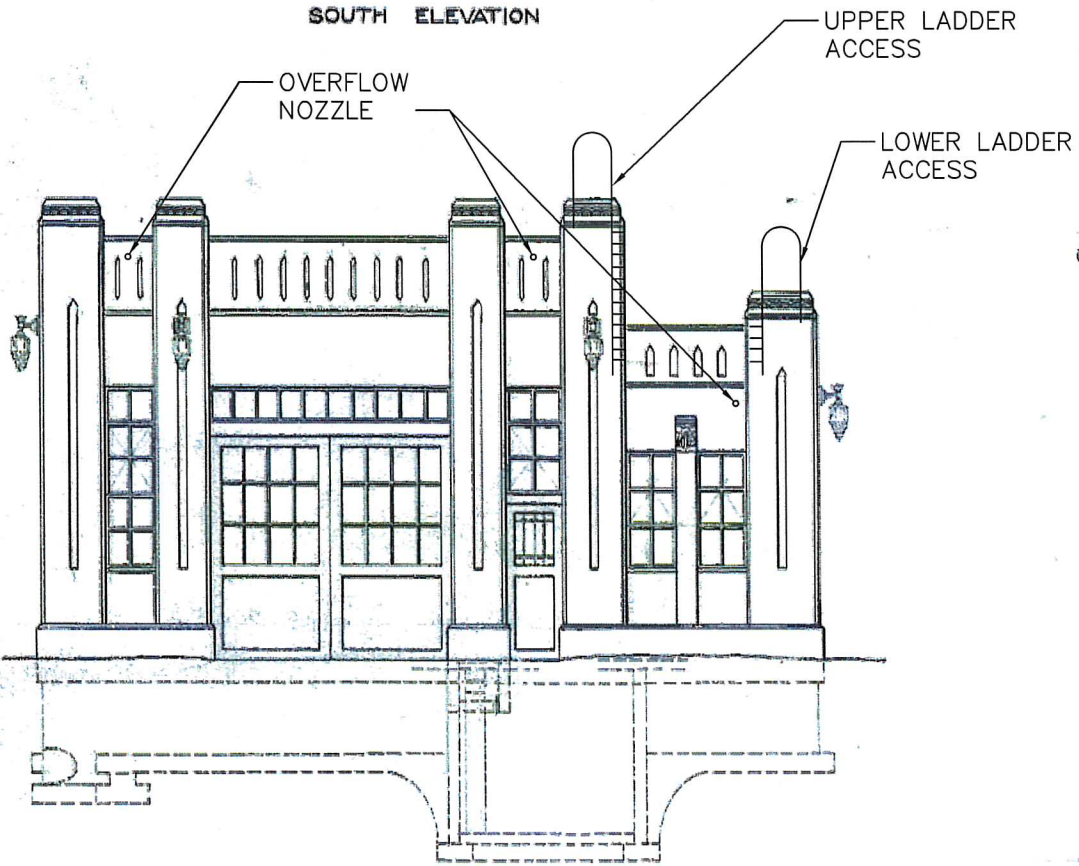 SOUTH ELEVATION
UPPER LADDER
ACCESS
OVERFLOW
NOZZLE
LOWER LADDER
ACCESS